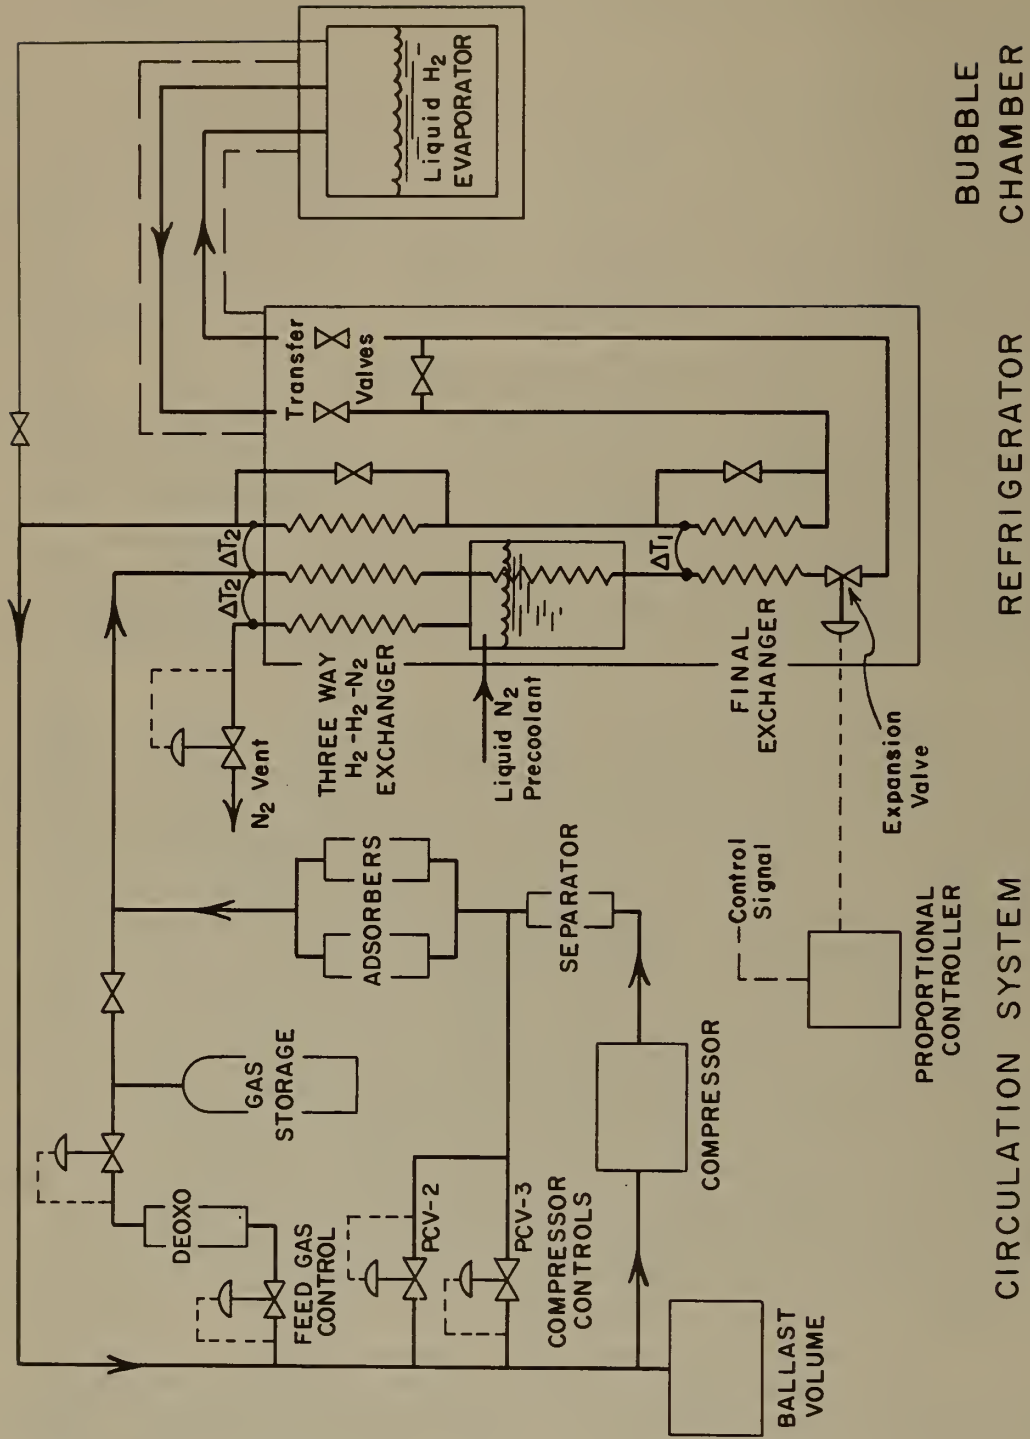 Liquid H2
EVAPORATOR
BUBBLE
CHAMBER
Transfer
Valves
ΔT2
ΔT2
ΔT1
THREE WAY
H2-H2-N2
EXCHANGER
N2 Vent
Liquid N2
Precoolant
FINAL
EXCHANGER
Expansion
Valve
REFRIGERATOR
ADSORBERS
SEPARATOR
Control
Signal
PROPORTIONAL
CONTROLLER
GAS
STORAGE
COMPRESSOR
DEOXO
FEED GAS
CONTROL
PCV-2
PCV-3
COMPRESSOR
CONTROLS
BALLAST
VOLUME
CIRCULATION SYSTEM